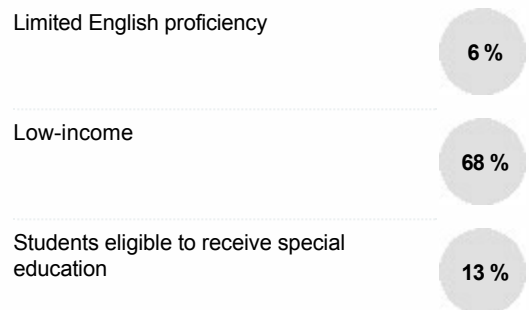 Limited English proficiency
6 %
Low-income
68 %
Students eligible to receive special
education
13 %